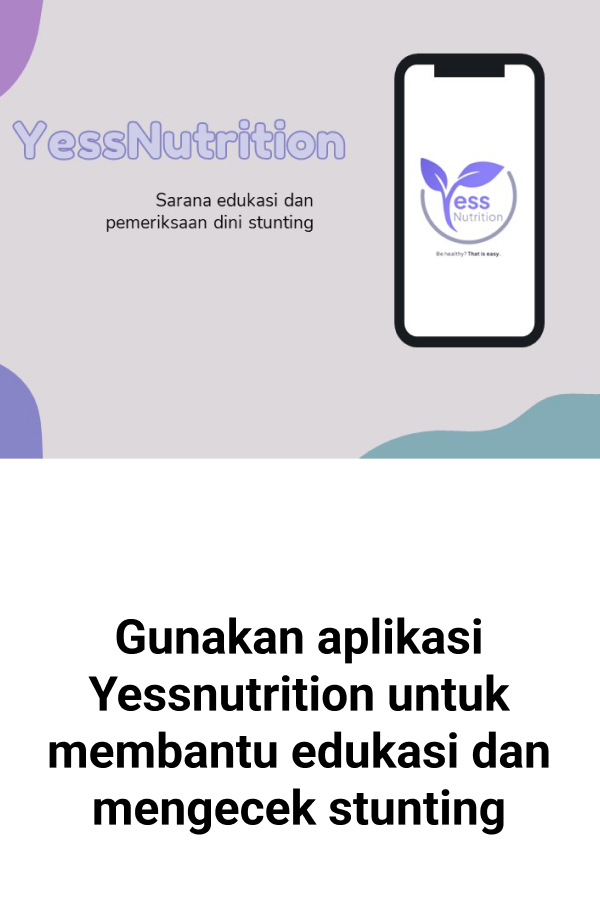 YessNutrition
Sarana edukasi dan
pemeriksaan dini stunting
Yess
Nutrition
Be healthy? That is easy.
Gunakan aplikasi
Yessnutrition untuk
membantu edukasi dan
mengecek stunting